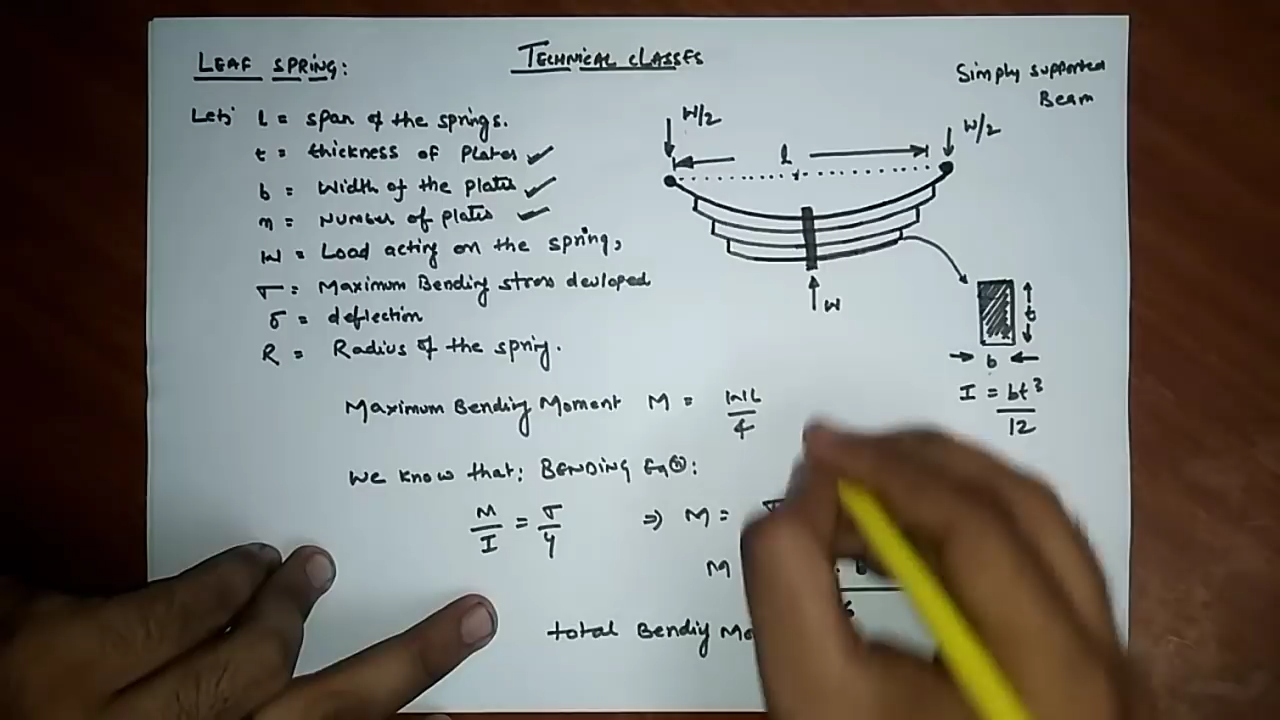 LEAF SPRING:
TECHNICAL CLASSES
Simply supported
Beam
Let; l = span of the springs.
t = thickness of Plates ✓
b = Width of the plates ✓
n = Number of plates ✓
W = Load acting on the spring,
σ = Maximum Bending stress devloped
δ = deflection
R = Radius of the spring.
W/2
W/2
l
W
t
b
I = bt³/12
Maximum Bending Moment M = Wl/4
We know that; BENDING Eqⁿ:
M/I = σ/y ⇒ M =
M
total Bending